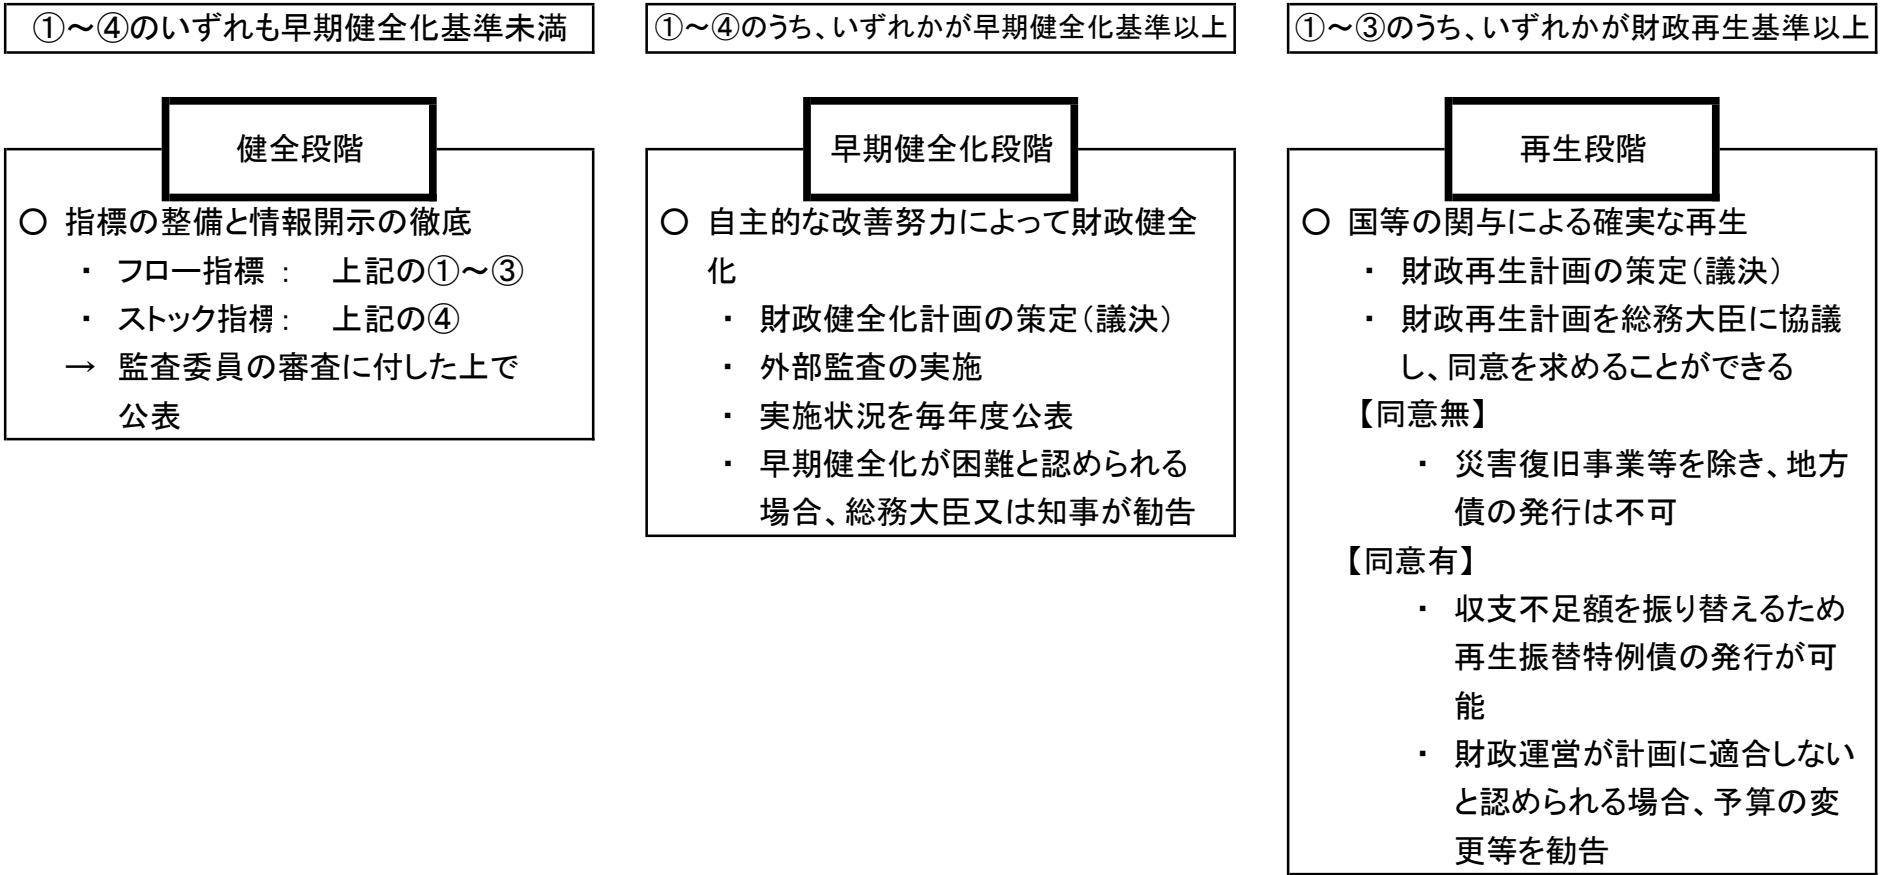 ①～④のいずれも早期健全化基準未満
健全段階
○ 指標の整備と情報開示の徹底
・ フロー指標 ： 上記の①～③
・ ストック指標 ： 上記の④
→ 監査委員の審査に付した上で
公表
①～④のうち、いずれかが早期健全化基準以上
早期健全化段階
○ 自主的な改善努力によって財政健全
化
・ 財政健全化計画の策定（議決）
・ 外部監査の実施
・ 実施状況を毎年度公表
・ 早期健全化が困難と認められる
場合、総務大臣又は知事が勧告
①～③のうち、いずれかが財政再生基準以上
再生段階
○ 国等の関与による確実な再生
・ 財政再生計画の策定（議決）
・ 財政再生計画を総務大臣に協議
し、同意を求めることができる
【同意無】
・ 災害復旧事業等を除き、地方
債の発行は不可
【同意有】
・ 収支不足額を振り替えるため
再生振替特例債の発行が可
能
・ 財政運営が計画に適合しない
と認められる場合、予算の変
更等を勧告